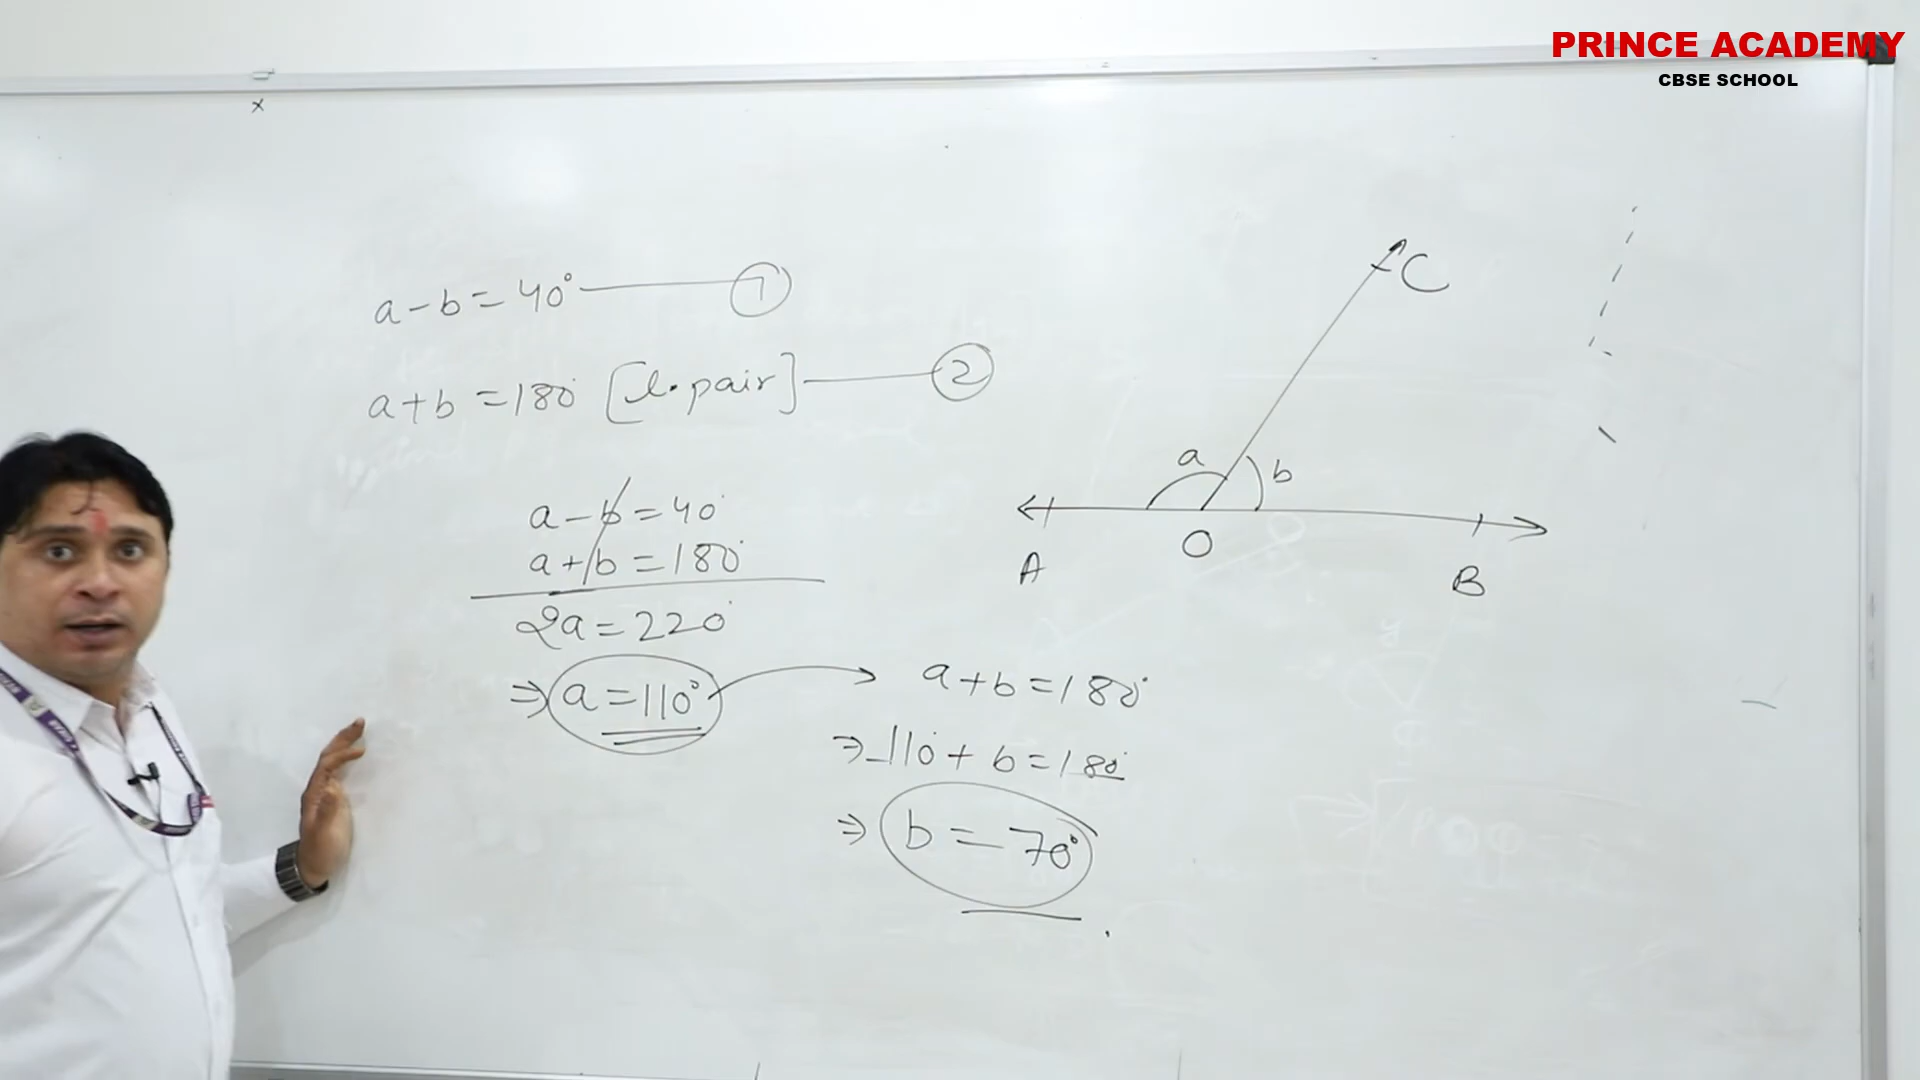 PRINCE ACADEMY
CBSE SCHOOL
a - b = 40° ①
a + b = 180° [l. pair] ②
a - b = 40°
a + b = 180°
2a = 220°
⇒ a = 110°
a + b = 180°
⇒ 110° + b = 180°
⇒ b = 70°
C
a
b
O
A
B